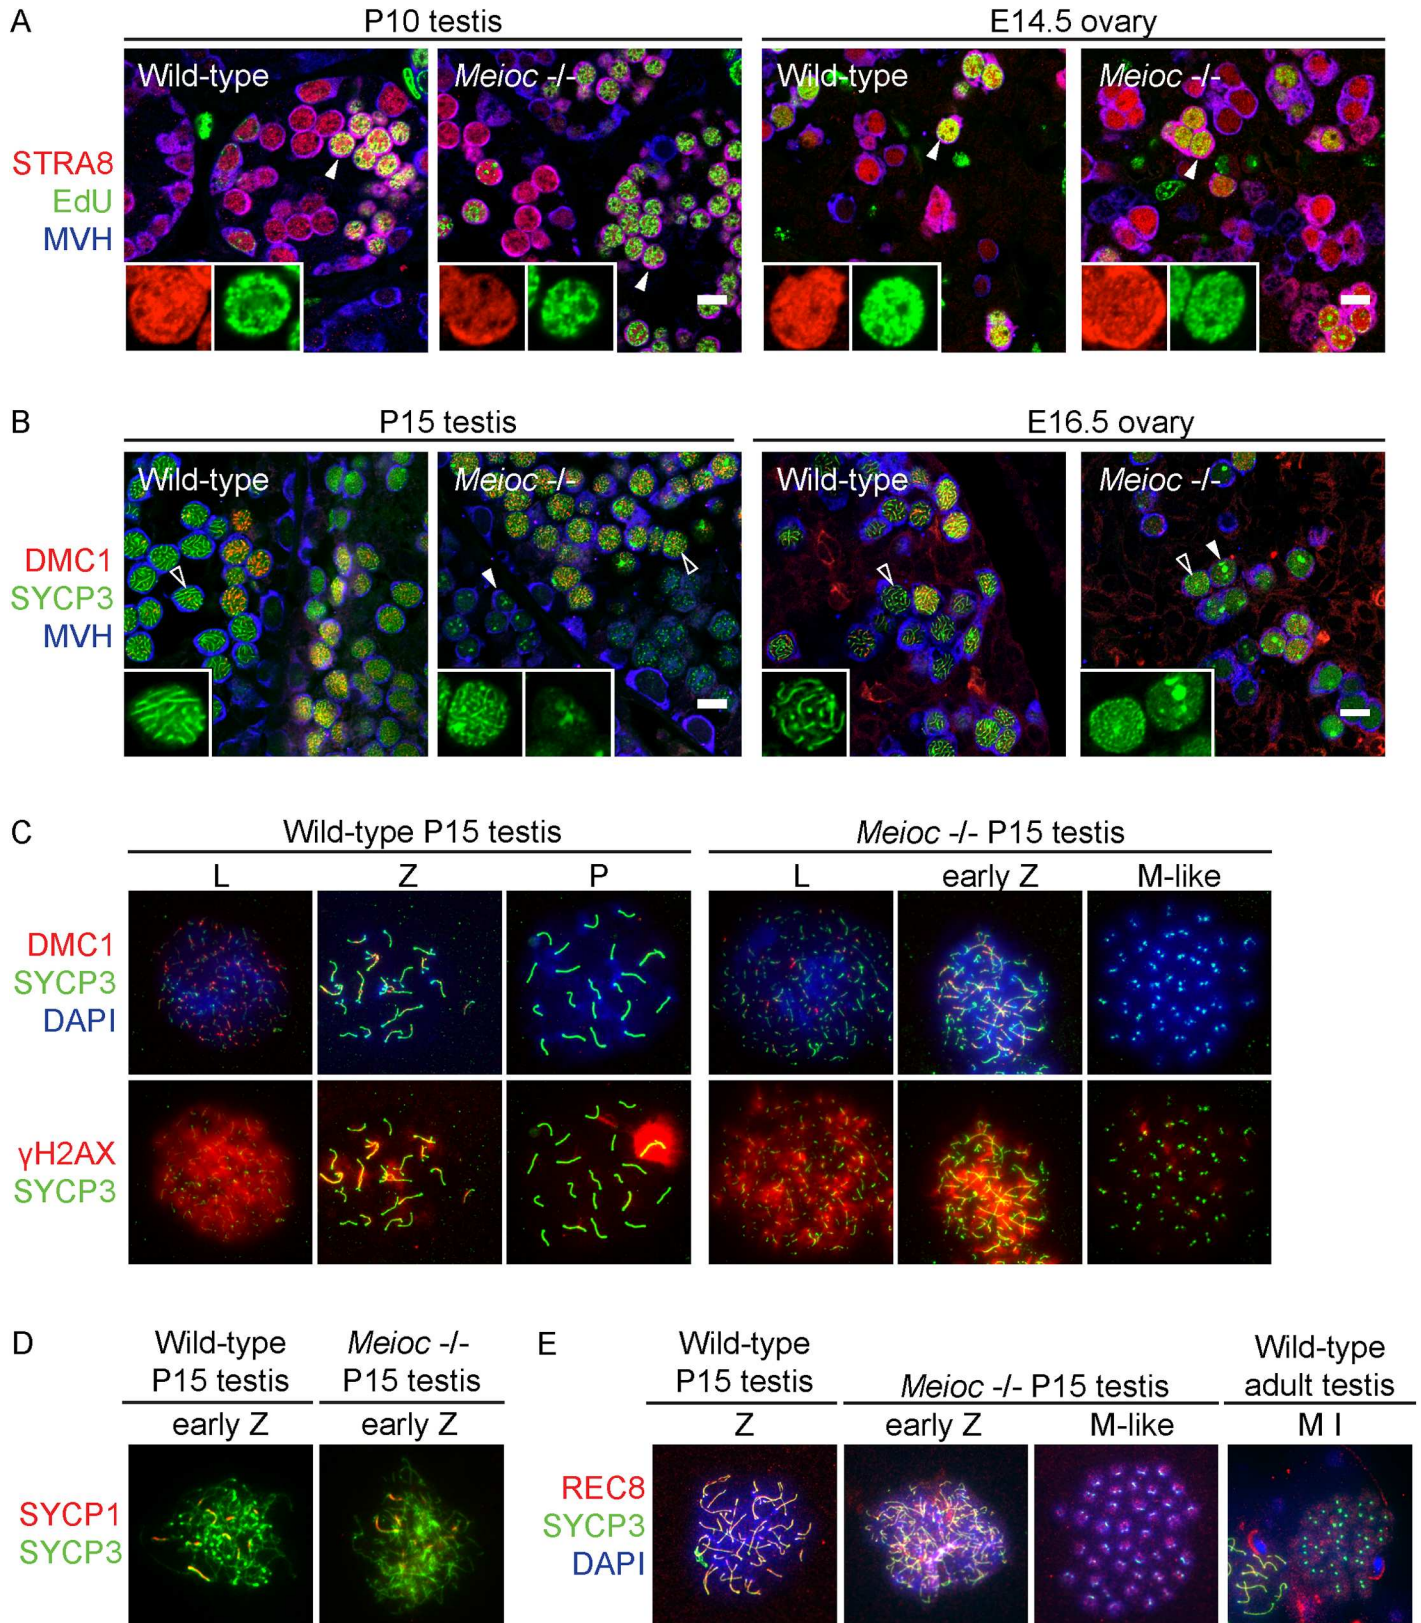 A
P10 testis
E14.5 ovary
Wild-type
Meioc -/-
Wild-type
Meioc -/-
STRA8
EdU
MVH
B
P15 testis
E16.5 ovary
Wild-type
Meioc -/-
Wild-type
Meioc -/-
DMC1
SYCP3
MVH
C
Wild-type P15 testis
Meioc -/- P15 testis
L
Z
P
L
early Z
M-like
DMC1
SYCP3
DAPI
γH2AX
SYCP3
D
Wild-type
P15 testis
Meioc -/-
P15 testis
early Z
early Z
SYCP1
SYCP3
E
Wild-type
P15 testis
Meioc -/- P15 testis
Wild-type
adult testis
Z
early Z
M-like
M I
REC8
SYCP3
DAPI